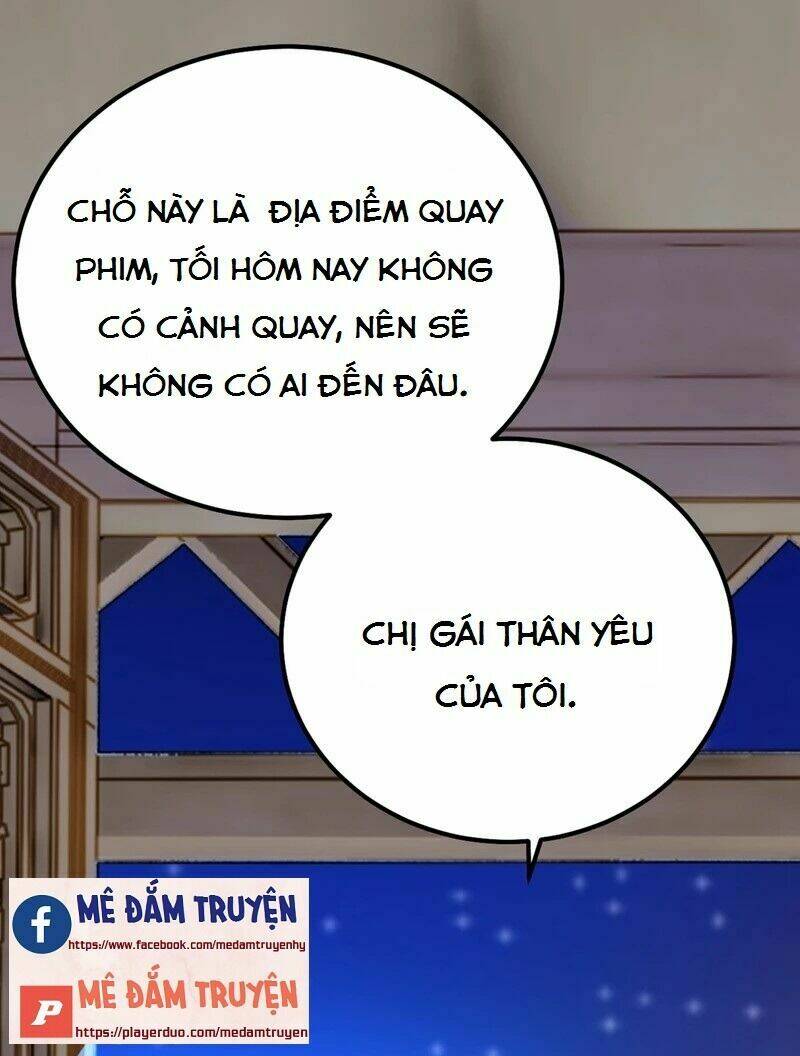 CHỖ NÀY LÀ ĐỊA ĐIỂM QUAY
PHIM, TỐI HÔM NAY KHÔNG
CÓ CẢNH QUAY, NÊN SẼ
KHÔNG CÓ AI ĐẾN ĐÂU.
CHỊ GÁI THÂN YÊU
CỦA TÔI.
MÊ ĐẮM TRUYỆN
https://www.facebook.com/medamtruyenhy
MÊ ĐẮM TRUYỆN
https://playerduo.com/medamtruyen